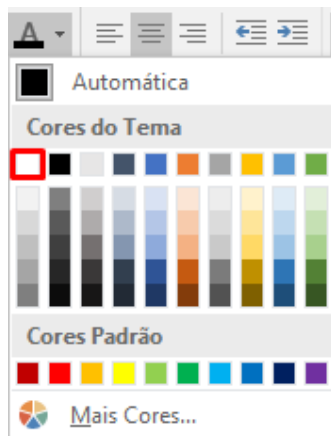 A
Automática
Cores do Tema
Cores Padrão
Mais Cores...